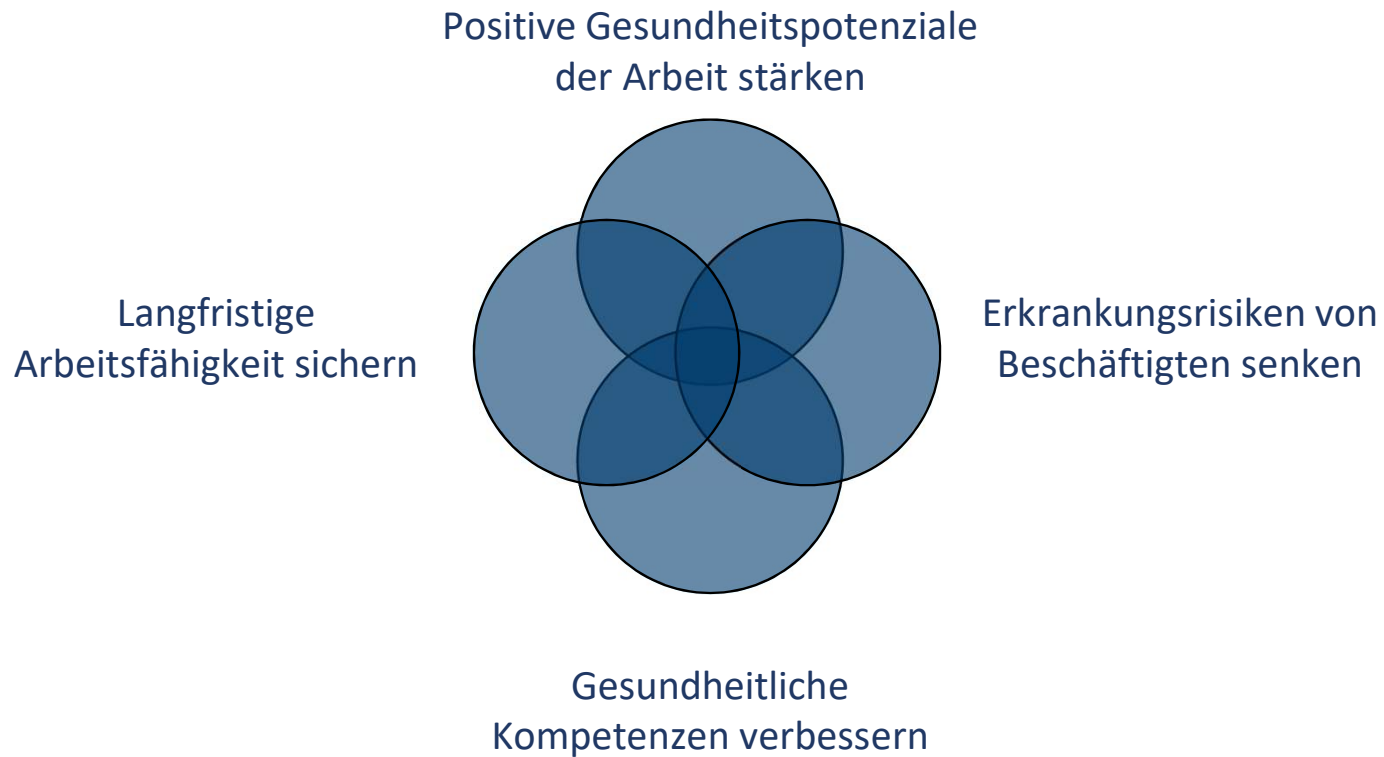 Positive Gesundheitspotenziale
der Arbeit stärken
Langfristige
Arbeitsfähigkeit sichern
Erkrankungsrisiken von
Beschäftigten senken
Gesundheitliche
Kompetenzen verbessern